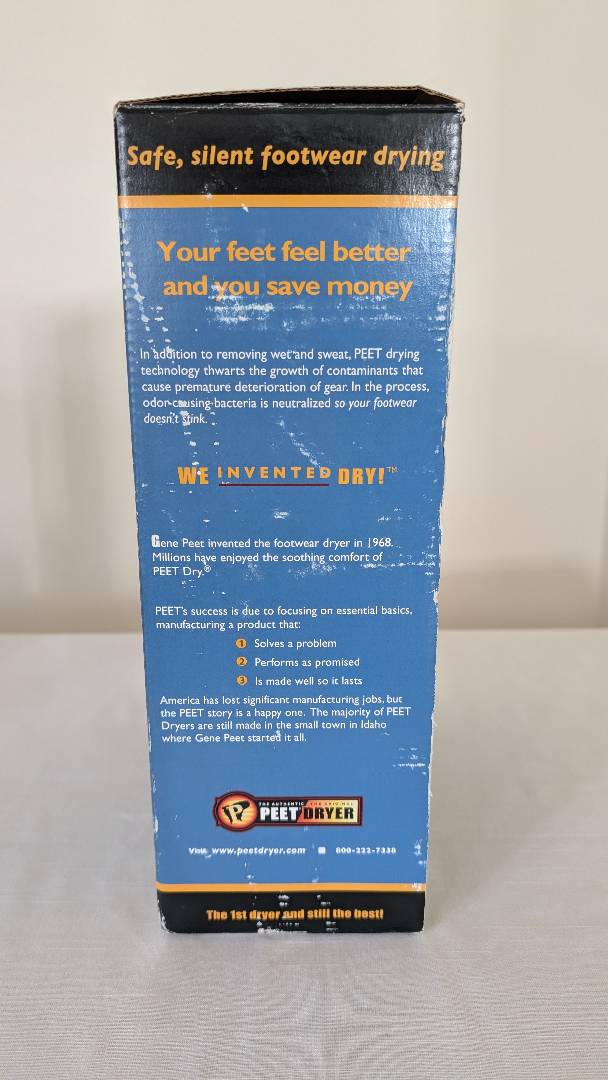 Safe, silent footwear drying
Your feet feel better
and you save money
In addition to removing wet and sweat, PEET drying
technology thwarts the growth of contaminants that
cause premature deterioration of gear. In the process,
odor-causing bacteria is neutralized so your footwear
doesn't stink.
WE INVENTED DRY!™
Gene Peet invented the footwear dryer in 1968.
Millions have enjoyed the soothing comfort of
PEET Dry.®
PEET's success is due to focusing on essential basics,
manufacturing a product that:
1 Solves a problem
2 Performs as promised
3 Is made well so it lasts
America has lost significant manufacturing jobs, but
the PEET story is a happy one. The majority of PEET
Dryers are still made in the small town in Idaho
where Gene Peet started it all.
THE AUTHENTIC / THE ORIGINAL
P PEET DRYER
Visit www.peetdryer.com ■ 800-222-7338
The 1st dryer and still the best!